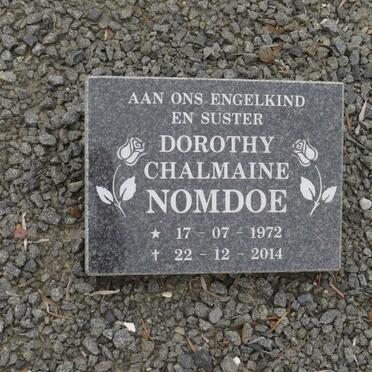 AAN ONS ENGELKIND
EN SUSTER
DOROTHY
CHALMAINE
NOMDOE
★ 17 - 07 - 1972
✝ 22 - 12 - 2014